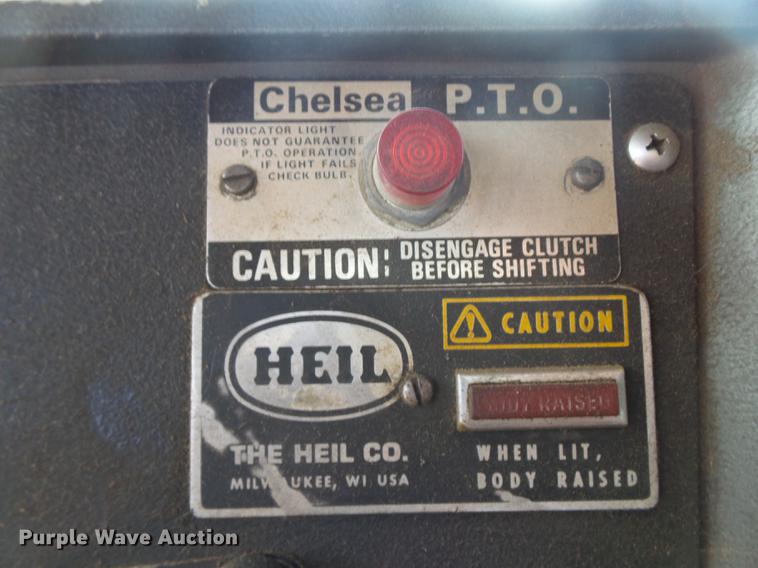 Chelsea P.T.O.
INDICATOR LIGHT
DOES NOT GUARANTEE
P.T.O. OPERATION.
IF LIGHT FAILS
CHECK BULB.
CAUTION: DISENGAGE CLUTCH
BEFORE SHIFTING
HEIL
THE HEIL CO.
MILWAUKEE, WI USA
CAUTION
BODY RAISED
WHEN LIT,
BODY RAISED
Purple Wave Auction